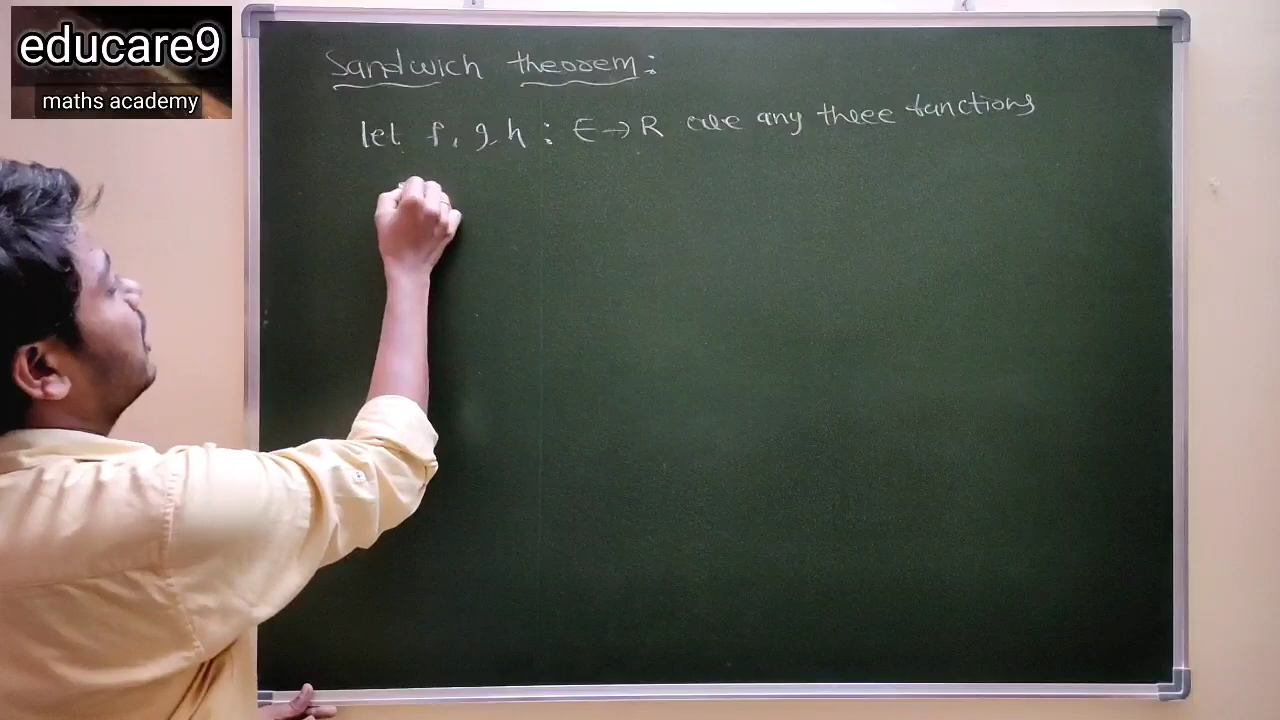 educare9
maths academy
Sandwich theorem:
let f, g, h : E→R are any three functions